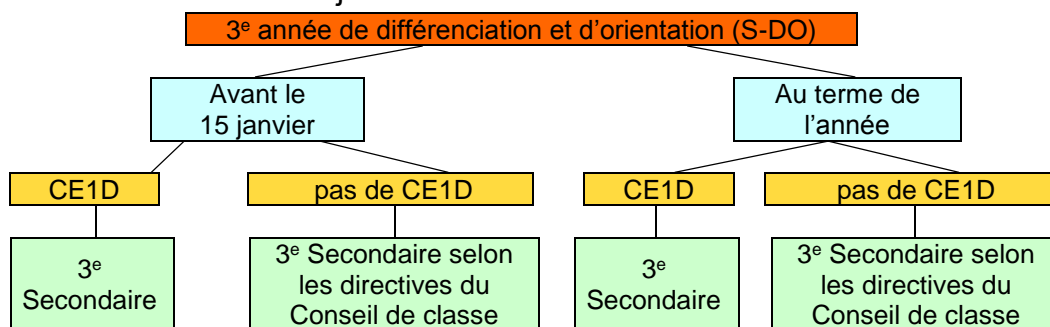 3e année de différenciation et d'orientation (S-DO)
Avant le
15 janvier
Au terme de
l'année
CE1D
pas de CE1D
CE1D
pas de CE1D
3e
Secondaire
3e Secondaire selon
les directives du
Conseil de classe
3e
Secondaire
3e Secondaire selon
les directives du
Conseil de classe